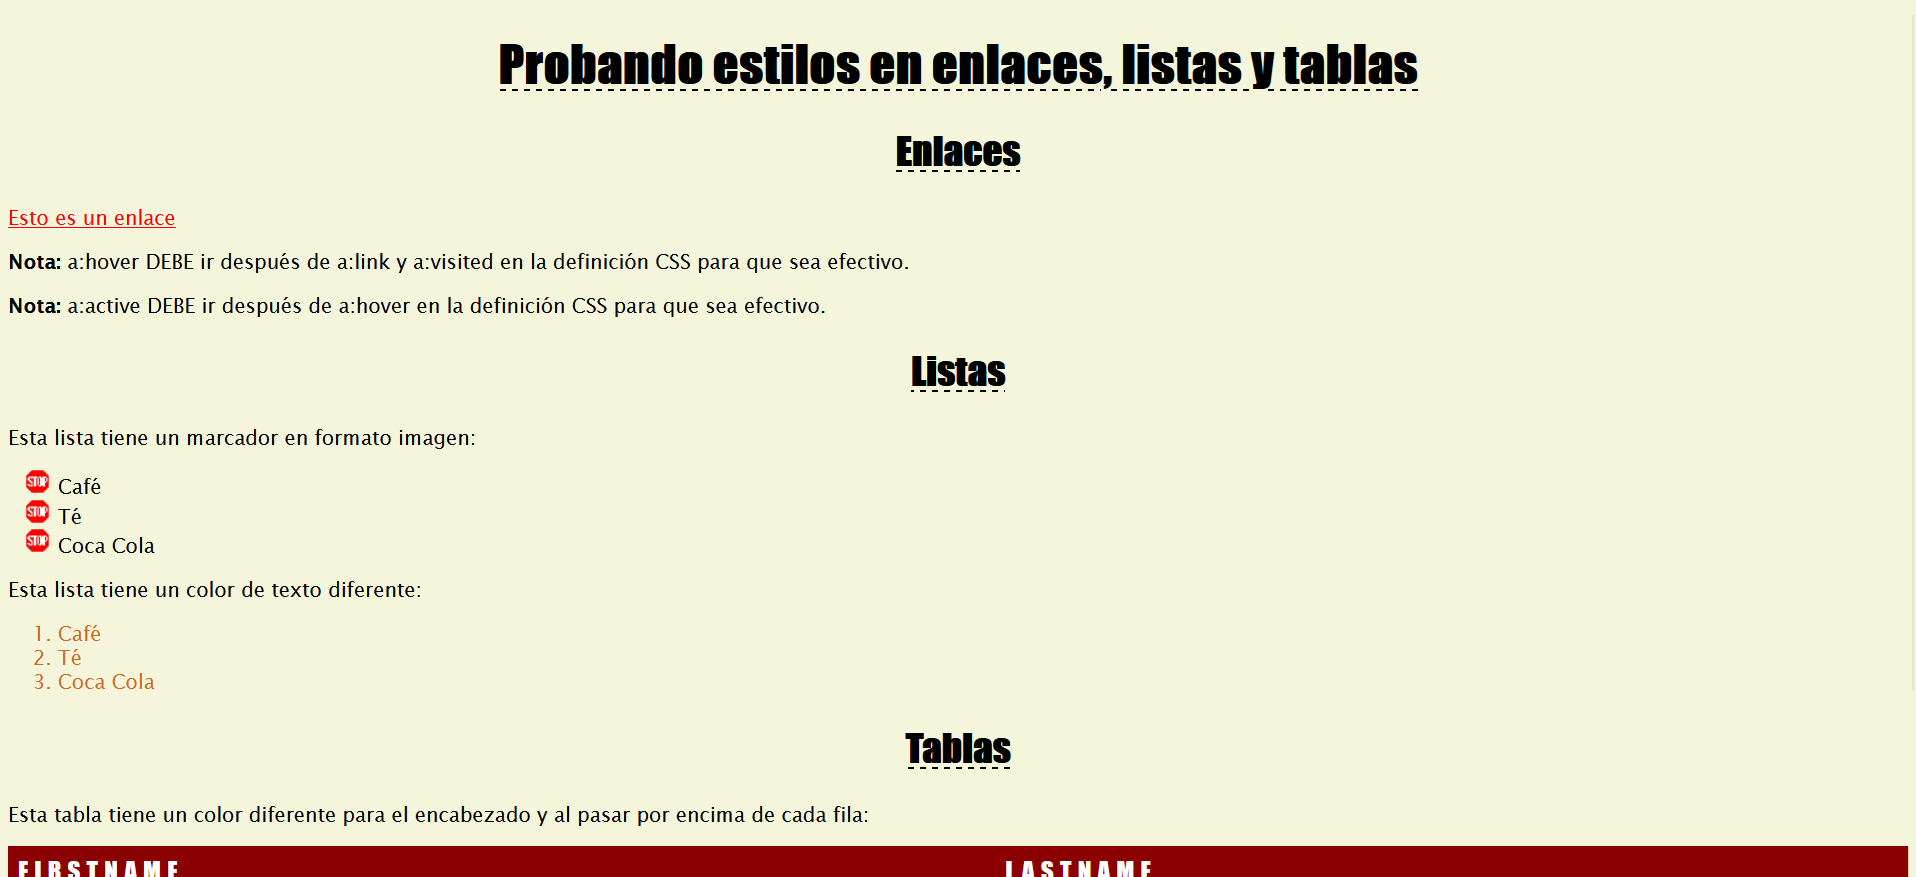 Probando estilos en enlaces, listas y tablas
Enlaces
Esto es un enlace
Nota: a:hover DEBE ir después de a:link y a:visited en la definición CSS para que sea efectivo.
Nota: a:active DEBE ir después de a:hover en la definición CSS para que sea efectivo.
Listas
Esta lista tiene un marcador en formato imagen:
STOP Café
STOP Té
STOP Coca Cola
Esta lista tiene un color de texto diferente:
1. Café
2. Té
3. Coca Cola
Tablas
Esta tabla tiene un color diferente para el encabezado y al pasar por encima de cada fila:
FIRSTNAME LASTNAME